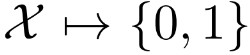 𝒳 ↦ {0, 1}